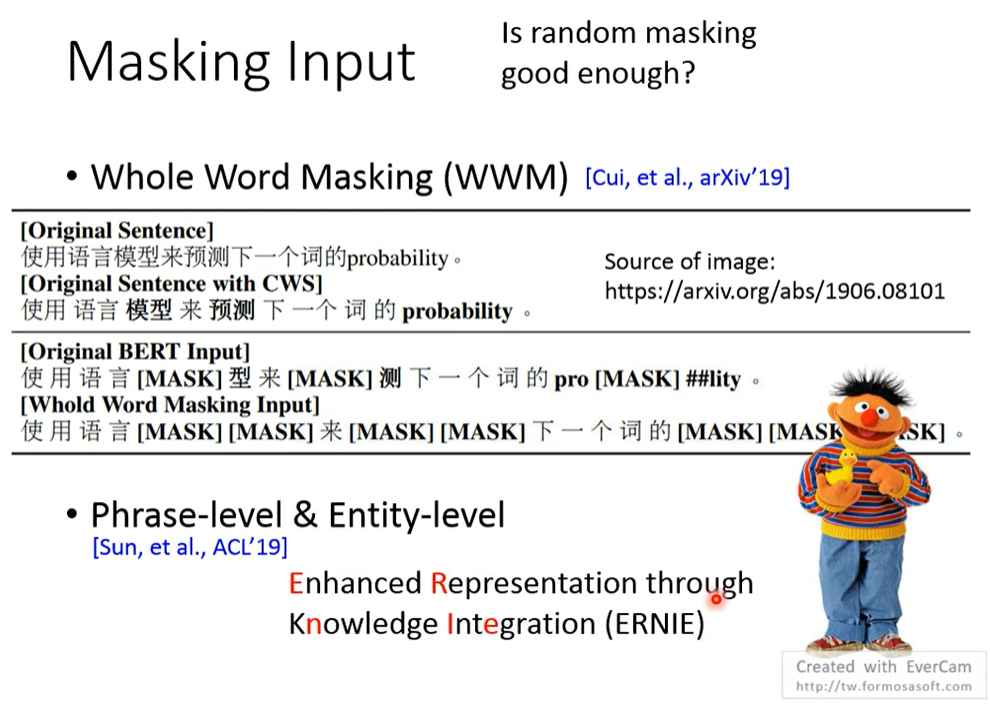 Masking Input
Is random masking
good enough?
• Whole Word Masking (WWM) [Cui, et al., arXiv'19]
[Original Sentence]
使用语言模型来预测下一个词的probability。
[Original Sentence with CWS]
使用 语言 模型 来 预测 下 一个 词 的 probability 。
Source of image:
https://arxiv.org/abs/1906.08101
[Original BERT Input]
使 用 语 言 [MASK] 型 来 [MASK] 测 下 一 个 词 的 pro [MASK] ##lity 。
[Whold Word Masking Input]
使 用 语 言 [MASK] [MASK] 来 [MASK] [MASK] 下 一 个 词 的 [MASK] [MASK SK] 。
• Phrase-level & Entity-level
[Sun, et al., ACL'19]
Enhanced Representation through
Knowledge Integration (ERNIE)
Created with EverCam
http://tw.formosasoft.com